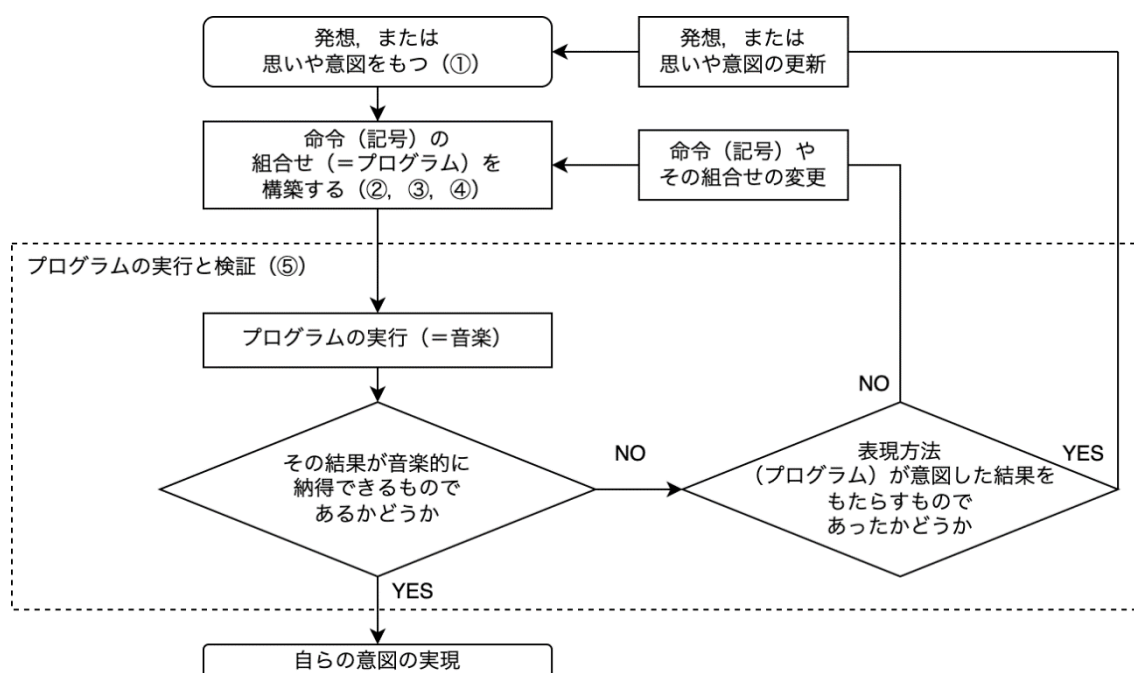 発想，または
思いや意図をもつ（①）
発想，または
思いや意図の更新
命令（記号）の
組合せ（＝プログラム）を
構築する（②，③，④）
命令（記号）や
その組合せの変更
プログラムの実行と検証（⑤）
プログラムの実行（＝音楽）
NO
その結果が音楽的に
納得できるもので
あるかどうか
NO
表現方法
（プログラム）が意図した結果を
もたらすもので
あったかどうか
YES
YES
自らの意図の実現